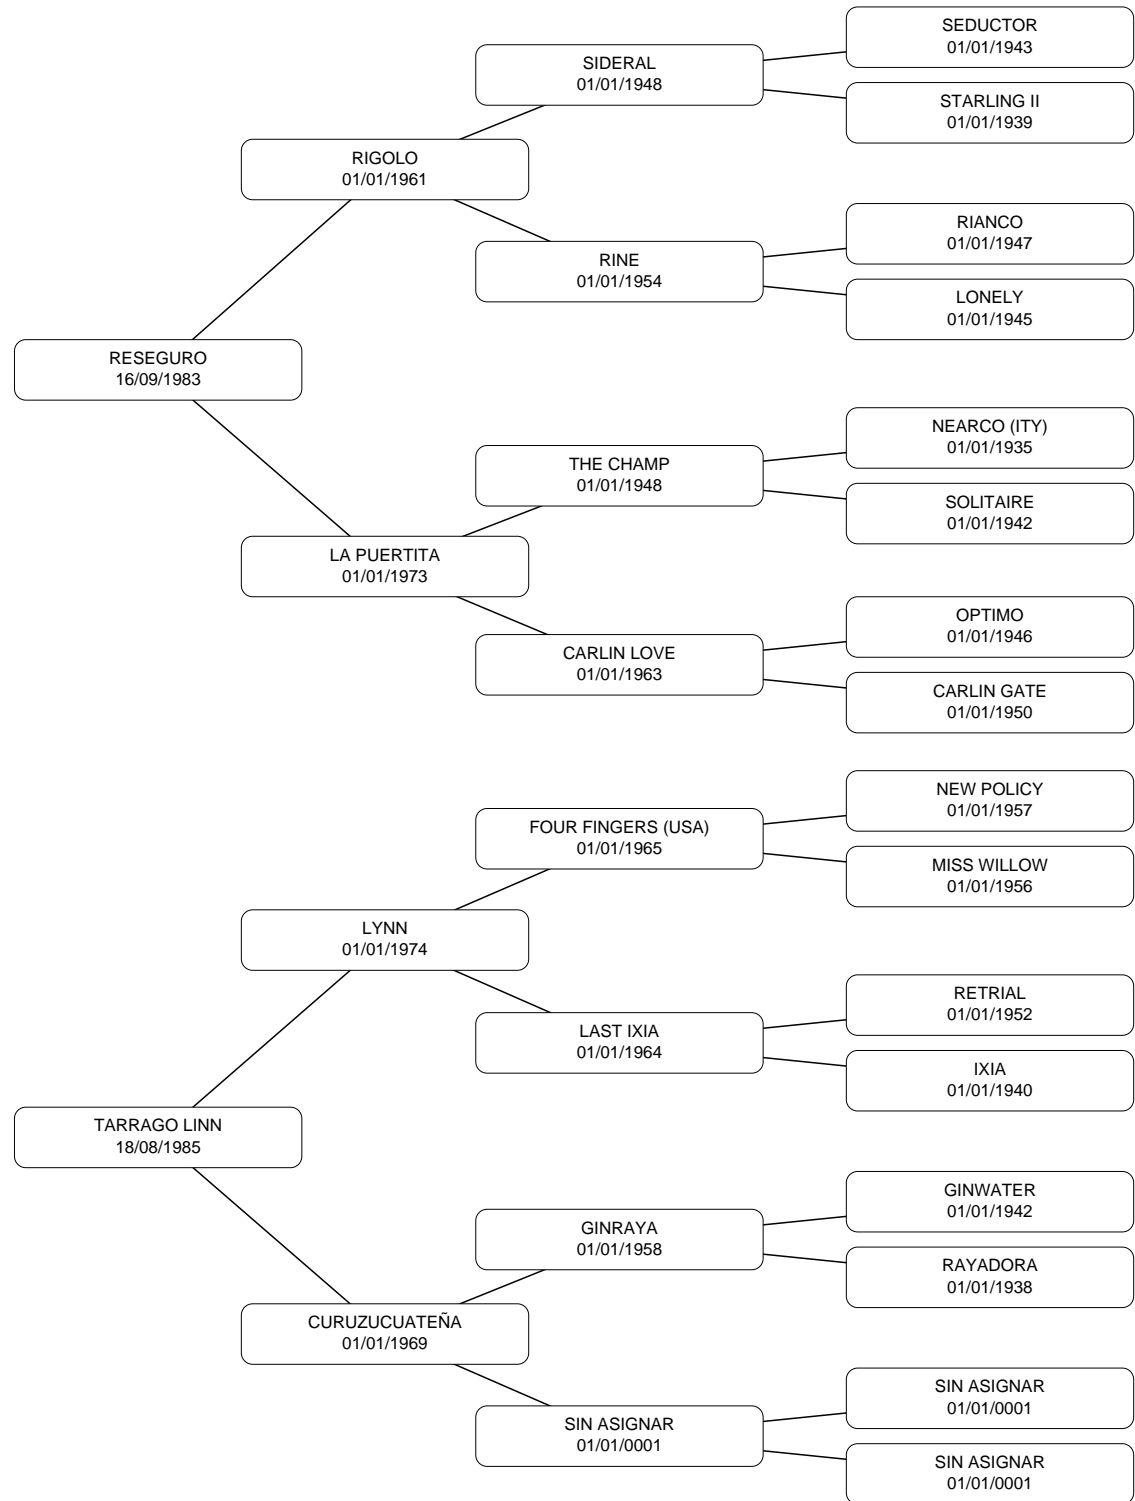 SEDUCTOR
01/01/1943
SIDERAL
01/01/1948
STARLING II
01/01/1939
RIGOLO
01/01/1961
RIANCO
01/01/1947
RINE
01/01/1954
LONELY
01/01/1945
RESEGURO
16/09/1983
NEARCO (ITY)
01/01/1935
THE CHAMP
01/01/1948
SOLITAIRE
01/01/1942
LA PUERTITA
01/01/1973
OPTIMO
01/01/1946
CARLIN LOVE
01/01/1963
CARLIN GATE
01/01/1950
NEW POLICY
01/01/1957
FOUR FINGERS (USA)
01/01/1965
MISS WILLOW
01/01/1956
LYNN
01/01/1974
RETRIAL
01/01/1952
LAST IXIA
01/01/1964
IXIA
01/01/1940
TARRAGO LINN
18/08/1985
GINWATER
01/01/1942
GINRAYA
01/01/1958
RAYADORA
01/01/1938
CURUZUCUATEÑA
01/01/1969
SIN ASIGNAR
01/01/0001
SIN ASIGNAR
01/01/0001
SIN ASIGNAR
01/01/0001